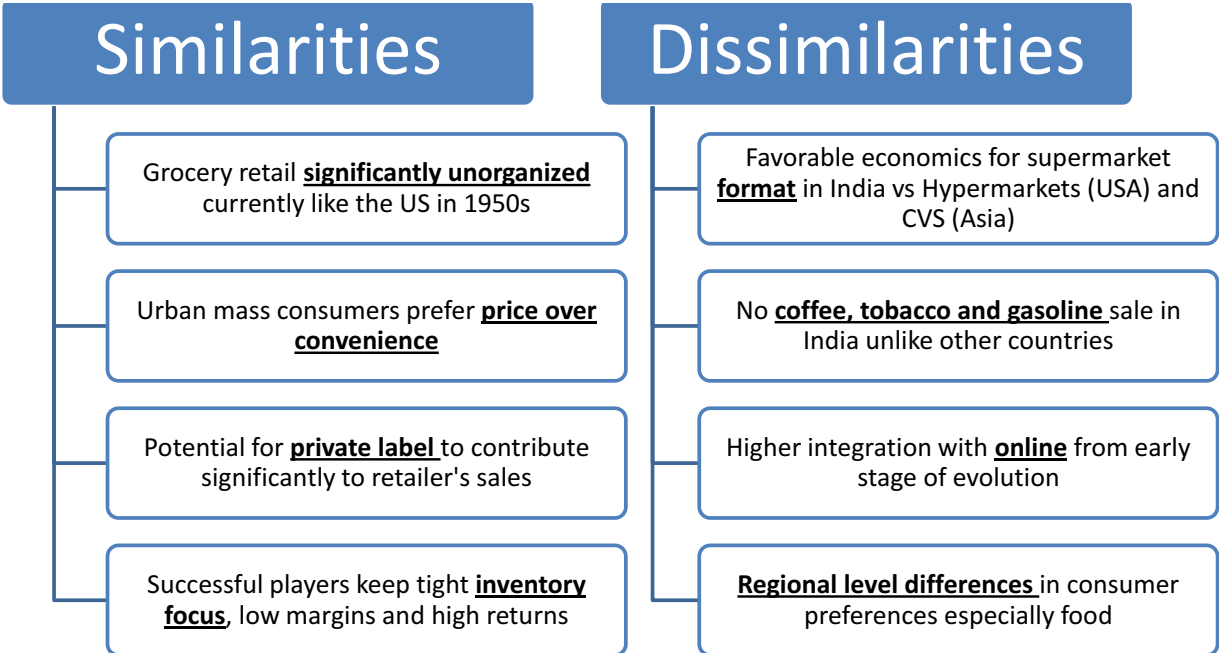 Similarities
Grocery retail significantly unorganized
currently like the US in 1950s
Urban mass consumers prefer price over
convenience
Potential for private label to contribute
significantly to retailer's sales
Successful players keep tight inventory
focus, low margins and high returns
Dissimilarities
Favorable economics for supermarket
format in India vs Hypermarkets (USA) and
CVS (Asia)
No coffee, tobacco and gasoline sale in
India unlike other countries
Higher integration with online from early
stage of evolution
Regional level differences in consumer
preferences especially food